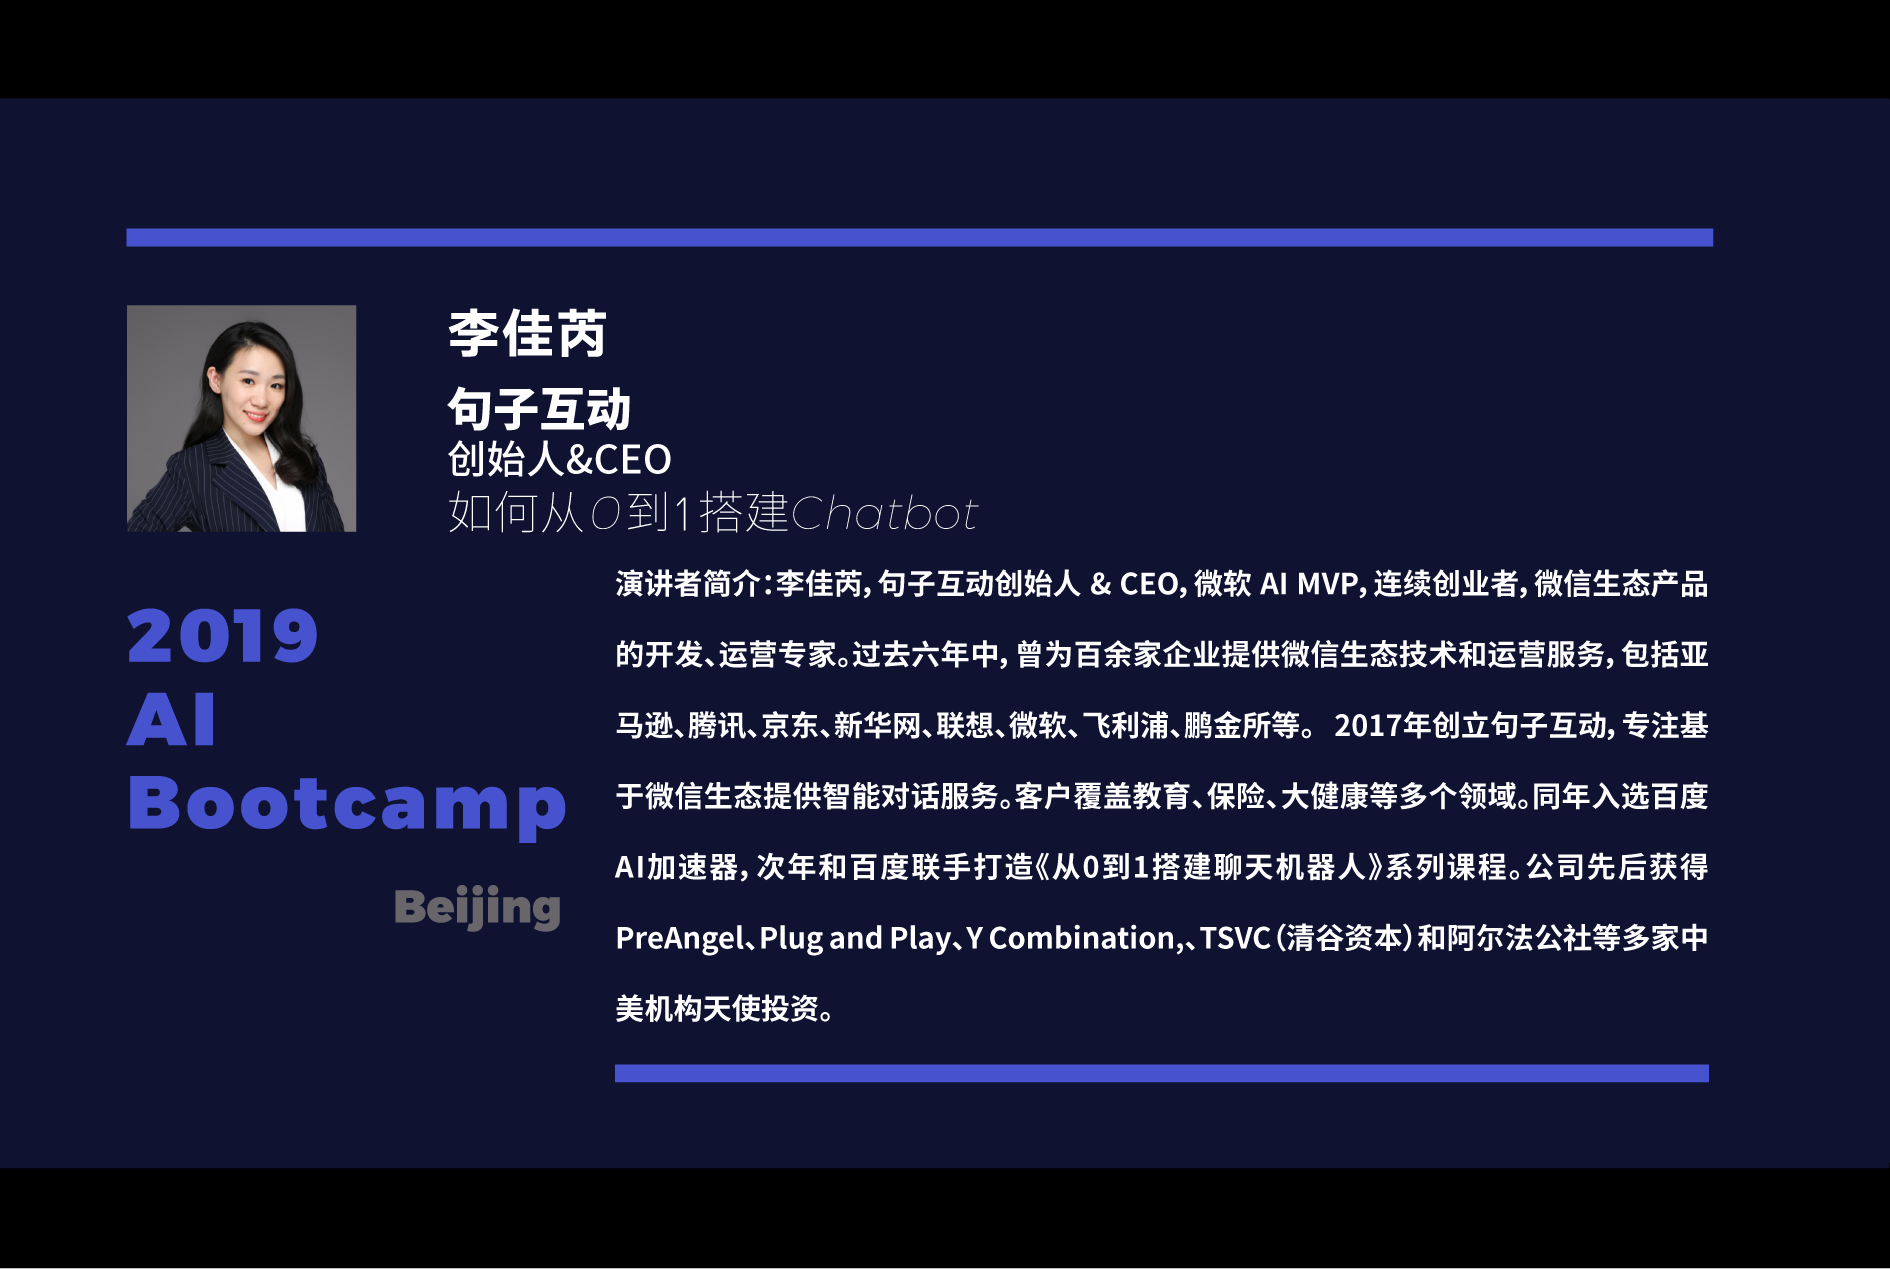 李佳芮
句子互动
创始人&CEO
如何从0到1搭建Chatbot
2019
AI
Bootcamp
Beijing
演讲者简介：李佳芮，句子互动创始人 & CEO，微软 AI MVP，连续创业者，微信生态产品
的开发、运营专家。过去六年中，曾为百余家企业提供微信生态技术和运营服务，包括亚
马逊、腾讯、京东、新华网、联想、微软、飞利浦、鹏金所等。 2017年创立句子互动，专注基
于微信生态提供智能对话服务。客户覆盖教育、保险、大健康等多个领域。同年入选百度
AI加速器，次年和百度联手打造《从0到1搭建聊天机器人》系列课程。公司先后获得
PreAngel、Plug and Play、Y Combination,、TSVC（清谷资本）和阿尔法公社等多家中
美机构天使投资。